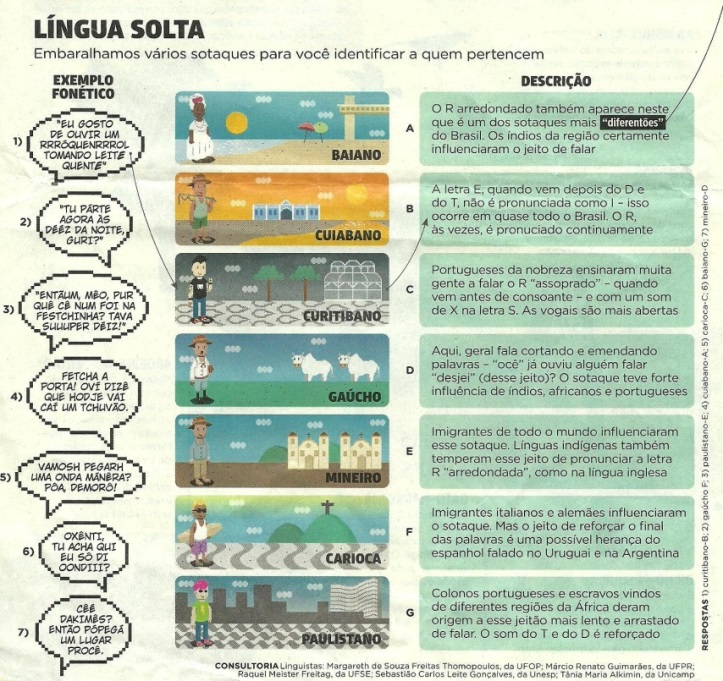 LÍNGUA SOLTA
Embaralhamos vários sotaques para você identificar a quem pertencem
EXEMPLO
FONÉTICO
DESCRIÇÃO
1)
"EU GOSTO
DE OUVIR UM
RRRÓQUENRRROL
TOMANDO LEITE
QUENTE"
BAIANO
A
O R arredondado também aparece neste
que é um dos sotaques mais "diferentões"
do Brasil. Os índios da região certamente
influenciaram o jeito de falar
2)
"TU PÁRTE
AGORA ÀS
DÉÉZ DA NOITE,
GURI?"
CUIABANO
B
A letra E, quando vem depois do D e
do T, não é pronunciada como I – isso
ocorre em quase todo o Brasil. O R,
às vezes, é pronuciado continuamente
3)
"ENTÃUM, MÊO, PUR
QUÊ CÊ NUM FOI NA
FESTCHINHA? TAVA
SUUUPER DÉIZ!"
CURITIBANO
C
Portugueses da nobreza ensinaram muita
gente a falar o R "assoprado" – quando
vem antes de consoante – e com um som
de X na letra S. As vogais são mais abertas
4)
FETCHA A
PORTA! OVÍ DIZÊ
QUE HODJE VAI
CAÍ UM TCHUVÃO.
GAÚCHO
D
Aqui, geral fala cortando e emendando
palavras – "ocê" já ouviu alguém falar
"desjei" (desse jeito)? O sotaque teve forte
influência de índios, africanos e portugueses
5)
VAMOSH PEGARH
UMA ONDA MÂNÊRA?
PÔA, DEMORÔ!
MINEIRO
E
Imigrantes de todo o mundo influenciaram
esse sotaque. Línguas indígenas também
temperam esse jeito de pronunciar a letra
R "arredondada", como na língua inglesa
6)
OXÉNTI,
TU ACHA QUI
EU SÔ DI
OONDIII?
CARIOCA
F
Imigrantes italianos e alemães influenciaram
o sotaque. Mas o jeito de reforçar o final
das palavras é uma possível herança do
espanhol falado no Uruguai e na Argentina
7)
CÊÉ
DAKIMÊS?
ENTÃO PÓPEGÁ
UM LUGAR
PROCÊ.
PAULISTANO
G
Colonos portugueses e escravos vindos
de diferentes regiões da África deram
origem a esse jeitão mais lento e arrastado
de falar. O som do T e do D é reforçado
RESPOSTAS 1) curitibano-B; 2) gaúcho F; 3) paulistano-E; 4) cuiabano-A; 5) carioca-C; 6) baiano-G; 7) mineiro-D
CONSULTORIA Linguistas: Margareth de Souza Freitas Thomopoulos, da UFOP; Márcio Renato Guimarães, da UFPR;
Raquel Meister Freitag, da UFSE; Sebastião Carlos Leite Gonçalves, da Unesp; Tânia Maria Alkimin, da Unicamp